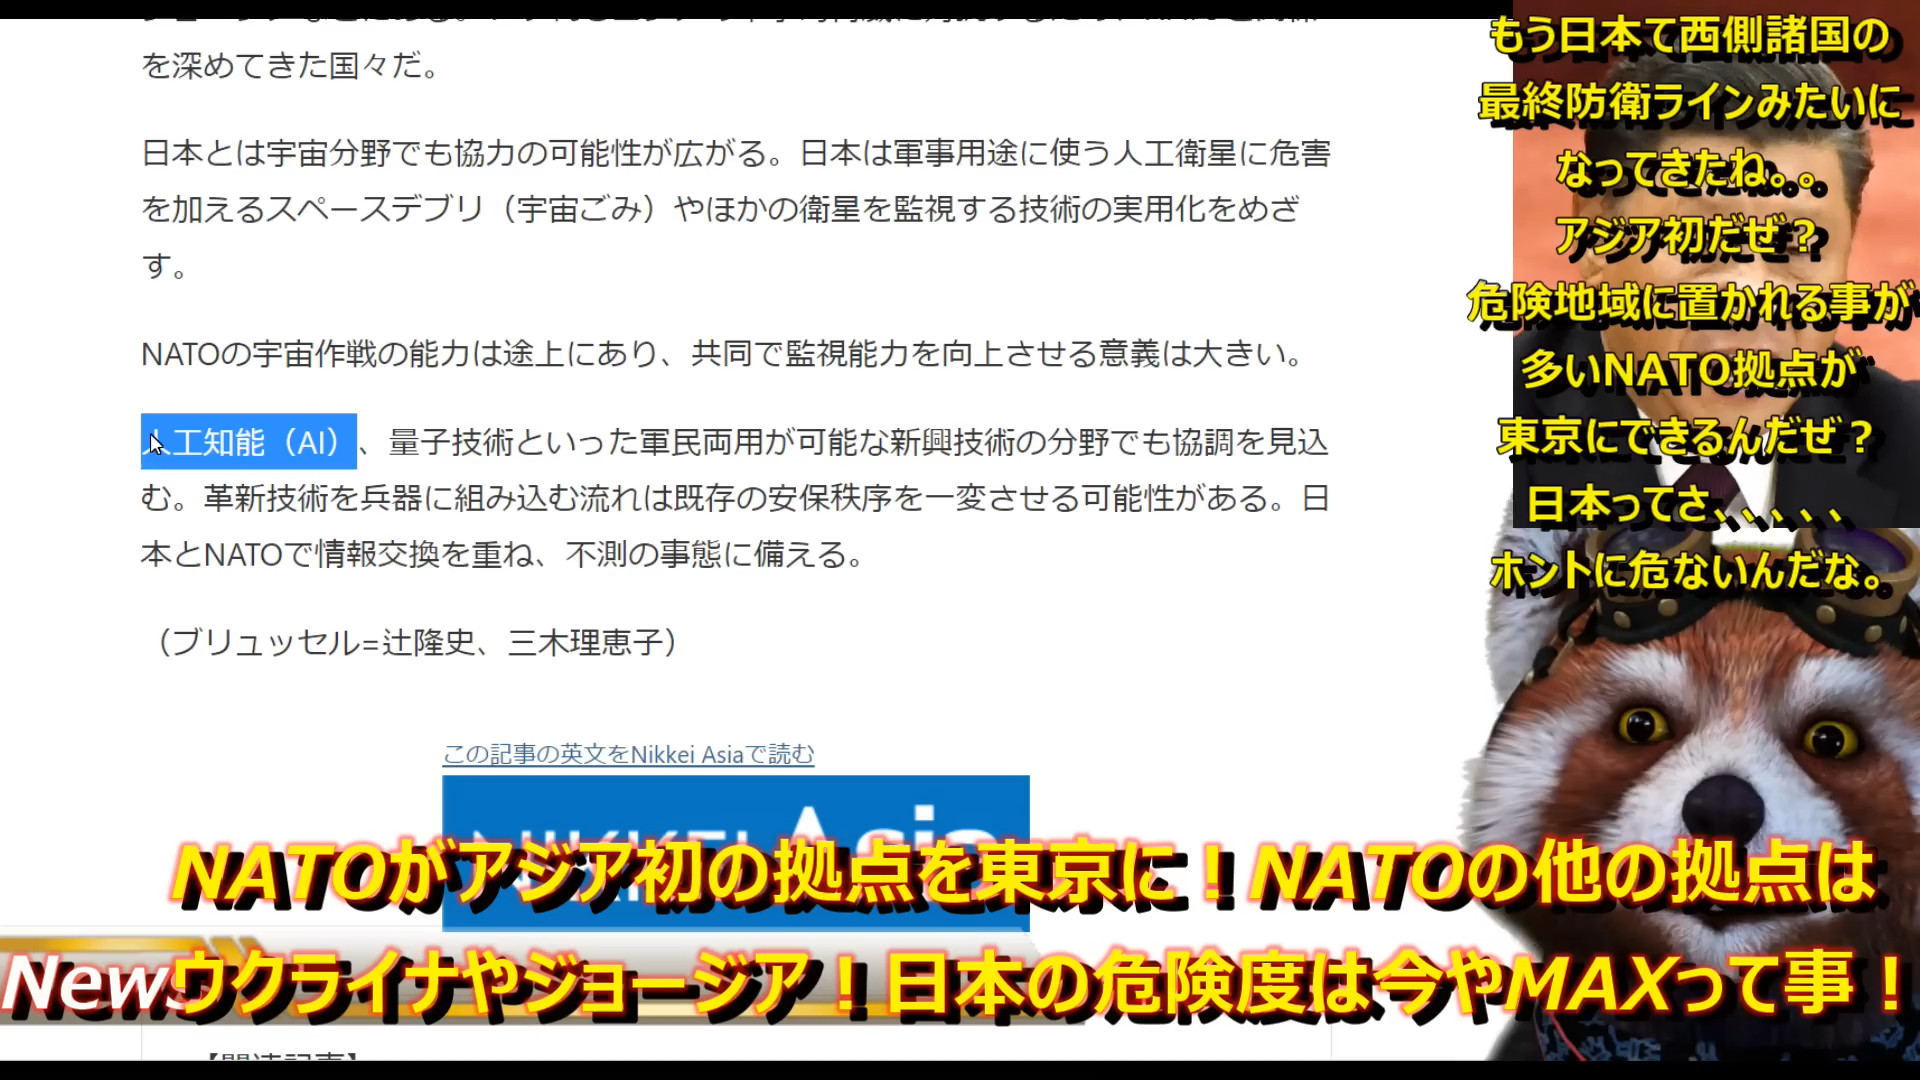 を深めてきた国々だ。
日本とは宇宙分野でも協力の可能性が広がる。日本は軍事用途に使う人工衛星に危害
を加えるスペースデブリ（宇宙ごみ）やほかの衛星を監視する技術の実用化をめざ
す。
NATOの宇宙作戦の能力は途上にあり、共同で監視能力を向上させる意義は大きい。
人工知能（AI）、量子技術といった軍民両用が可能な新興技術の分野でも協調を見込
む。革新技術を兵器に組み込む流れは既存の安保秩序を一変させる可能性がある。日
本とNATOで情報交換を重ね、不測の事態に備える。
（ブリュッセル=辻隆史、三木理恵子）
この記事の英文をNikkei Asiaで読む
NIKKEI Asia
もう日本て西側諸国の
最終防衛ラインみたいに
なってきたね。。
アジア初だぜ？
危険地域に置かれる事が
多いNATO拠点が
東京にできるんだぜ？
日本ってさ、、、、、
ホントに危ないんだな。
NATOがアジア初の拠点を東京に！NATOの他の拠点は
News
ウクライナやジョージア！日本の危険度は今やMAXって事！